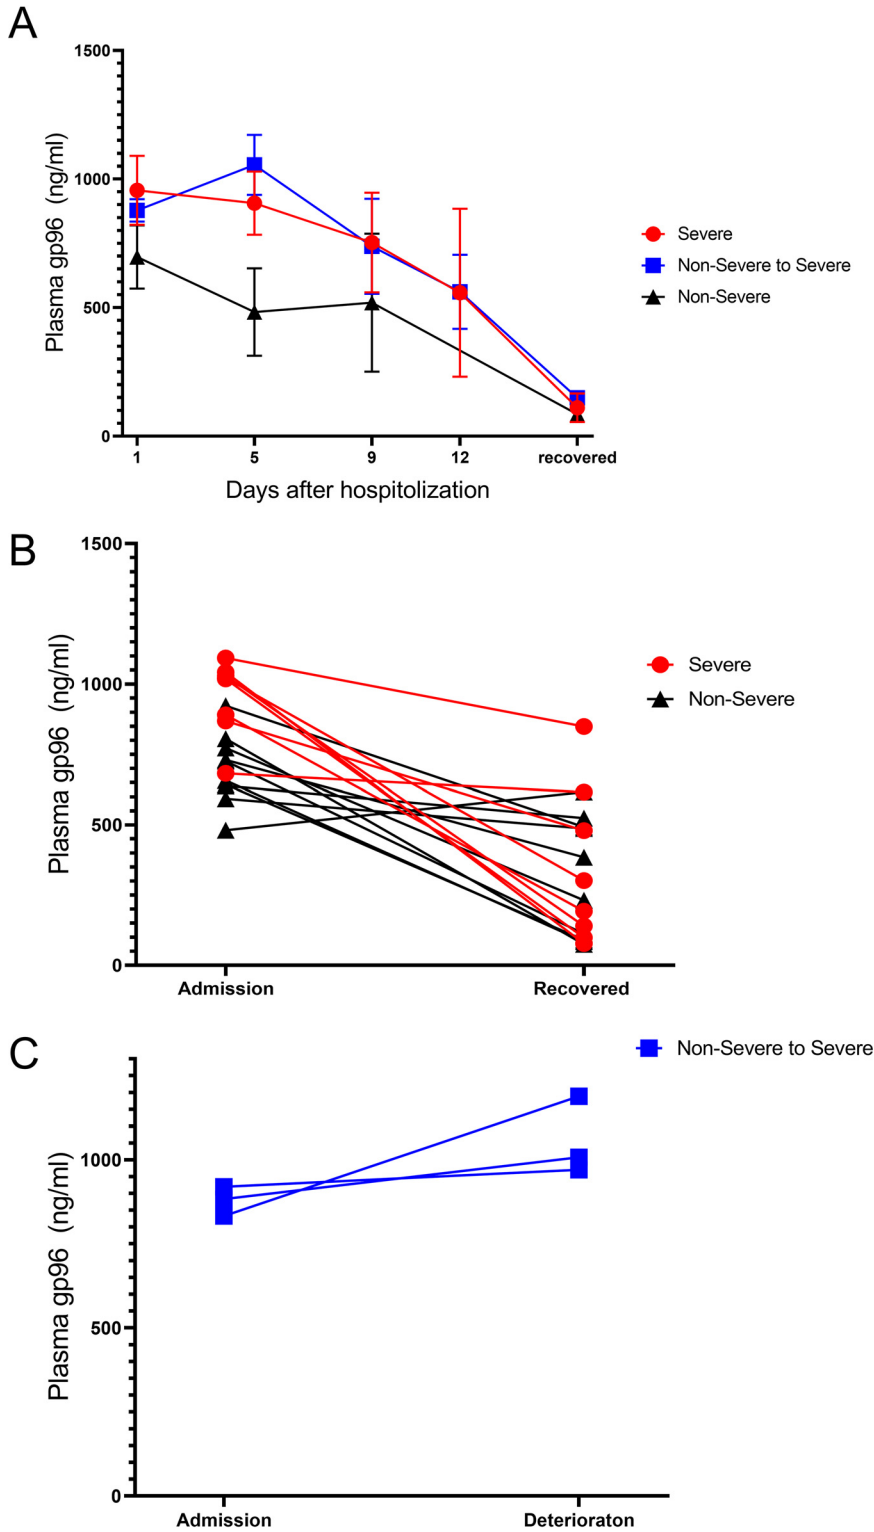 A
1500
1000
500
0
Plasma gp96 (ng/ml)
1
5
9
12
recovered
Days after hospitolization
Severe
Non-Severe to Severe
Non-Severe
B
1500
1000
500
0
Plasma gp96 (ng/ml)
Admission
Recovered
Severe
Non-Severe
C
Non-Severe to Severe
1000
500
0
Plasma gp96 (ng/ml)
Admission
Deterioraton